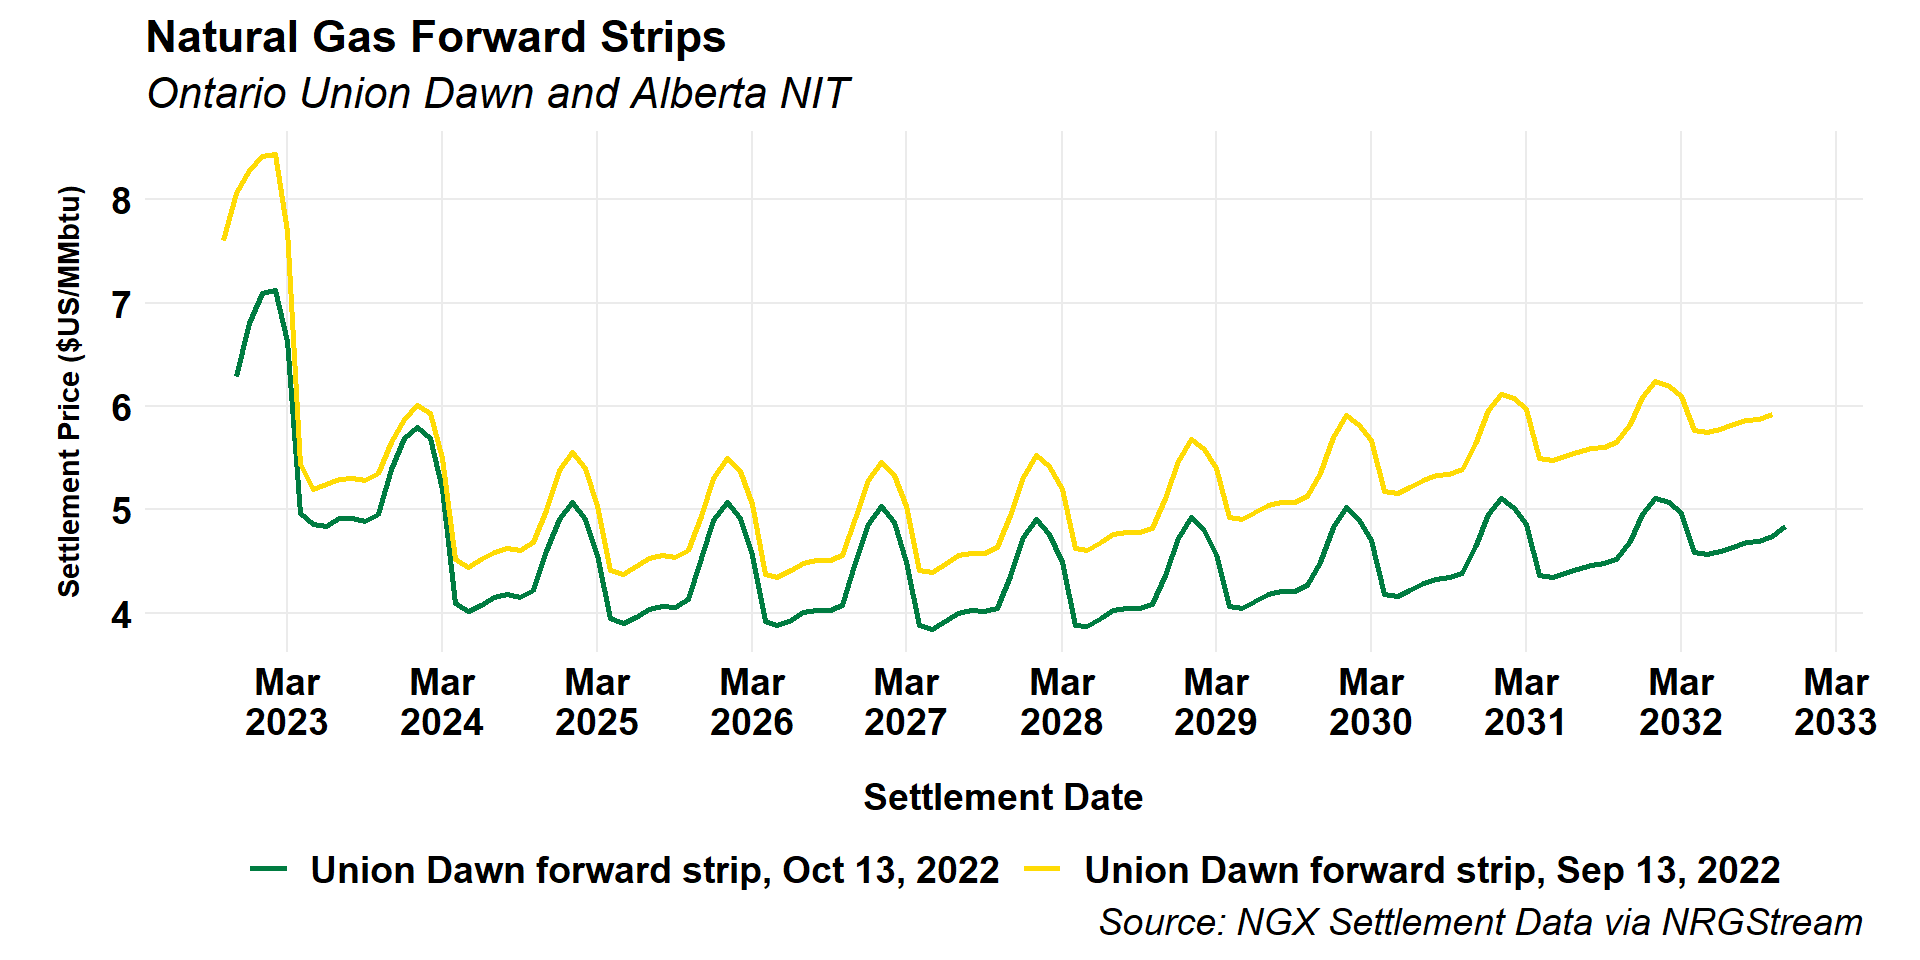 Natural Gas Forward Strips
Ontario Union Dawn and Alberta NIT
Settlement Price ($US/MMbtu)
8
7
6
5
4
Mar 2023
Mar 2024
Mar 2025
Mar 2026
Mar 2027
Mar 2028
Mar 2029
Mar 2030
Mar 2031
Mar 2032
Mar 2033
Settlement Date
Union Dawn forward strip, Oct 13, 2022
Union Dawn forward strip, Sep 13, 2022
Source: NGX Settlement Data via NRGStream